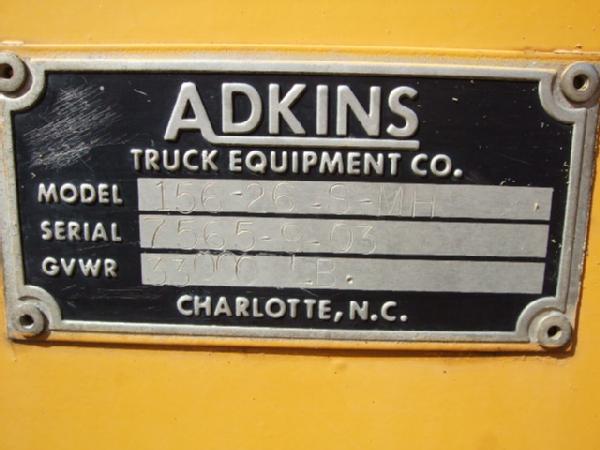 ADKINS
TRUCK EQUIPMENT CO.
MODEL 156-26-S-MH
SERIAL 7565-9-03
GVWR 33000 LB.
CHARLOTTE, N.C.